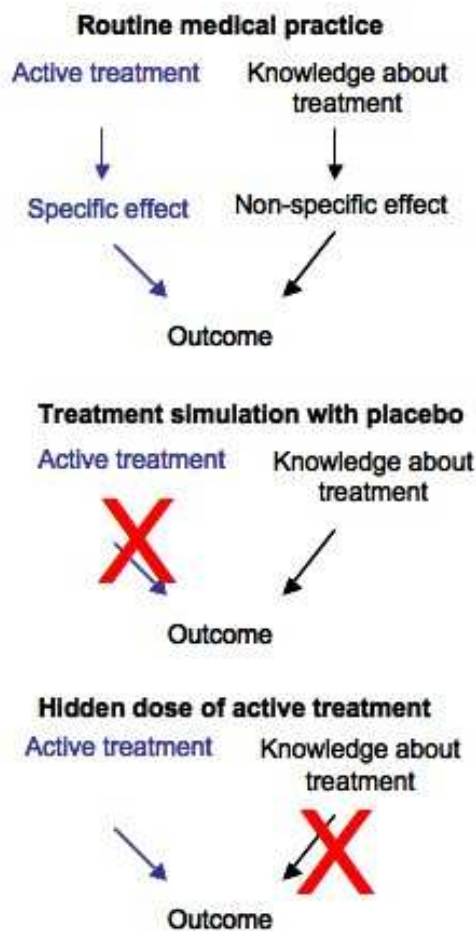 Routine medical practice
Active treatment
Knowledge about
treatment
Specific effect
Non-specific effect
Outcome
Treatment simulation with placebo
Active treatment
Knowledge about
treatment
X
Outcome
Hidden dose of active treatment
Active treatment
Knowledge about
treatment
X
Outcome